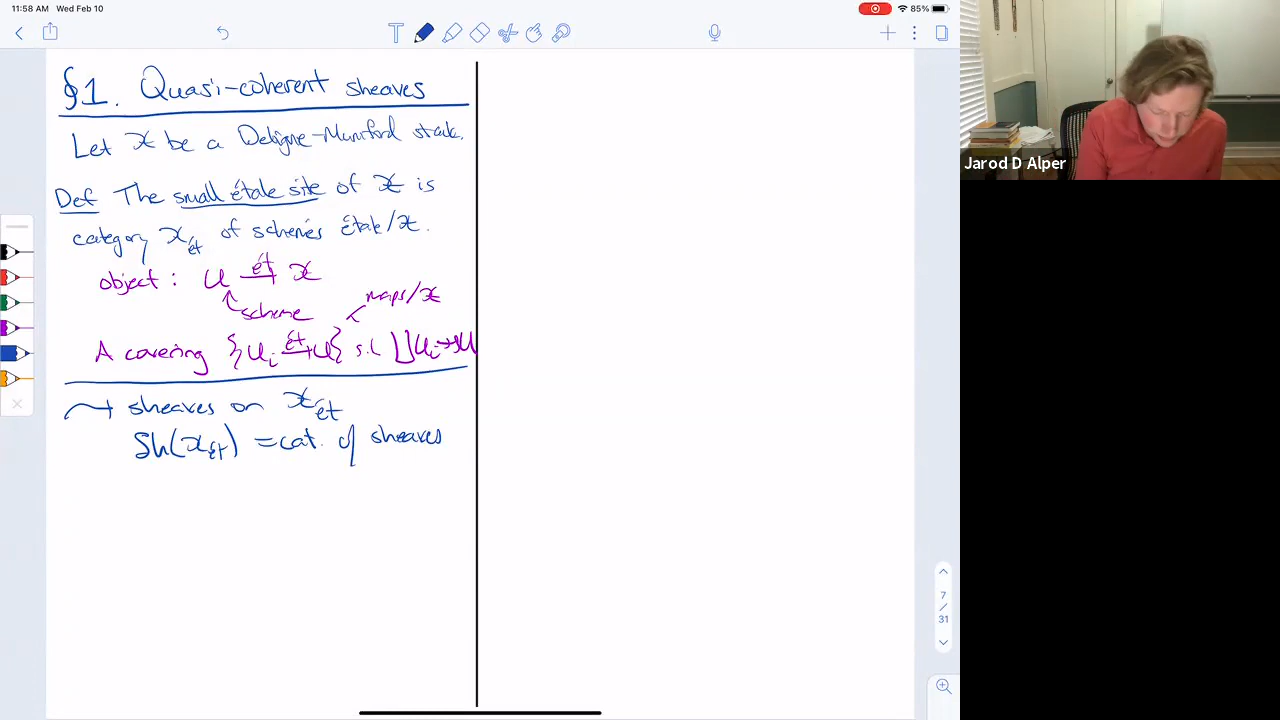 11:58 AM Wed Feb 10
85%
§1. Quasi-coherent sheaves
Let 𝒳 be a Deligne-Mumford stack.
Def The small étale site of 𝒳 is
category 𝒳ét of schemes étale/𝒳.
object: U ét→ 𝒳
scheme
maps/𝒳
A covering {Ui ét→ U} s.t. ∐Ui ↠ U
⇝ sheaves on 𝒳ét
Sh(𝒳ét) = cat. of sheaves
7
/
31
Jarod D Alper